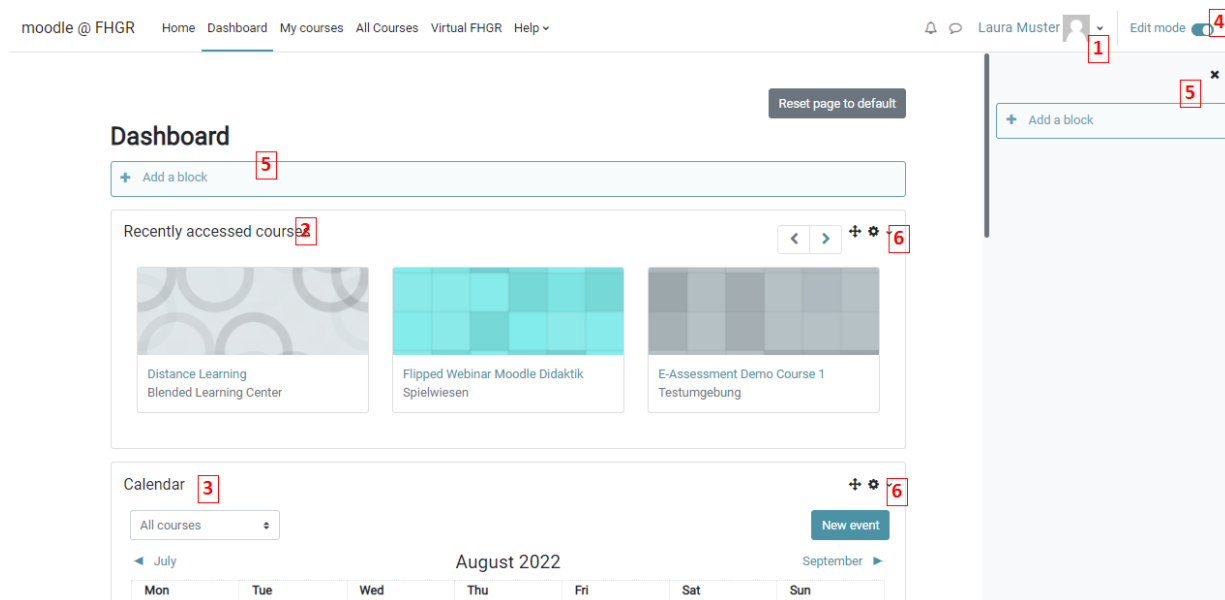 moodle @ FHGR Home Dashboard My courses All Courses Virtual FHGR Help Laura Muster 1 Edit mode 4
Reset page to default
5
Add a block
Dashboard
5
Add a block
Recently accessed courses 2
6
Distance Learning
Blended Learning Center
Flipped Webinar Moodle Didaktik
Spielwiesen
E-Assessment Demo Course 1
Testumgebung
Calendar 3
6
All courses
New event
July August 2022 September
Mon Tue Wed Thu Fri Sat Sun